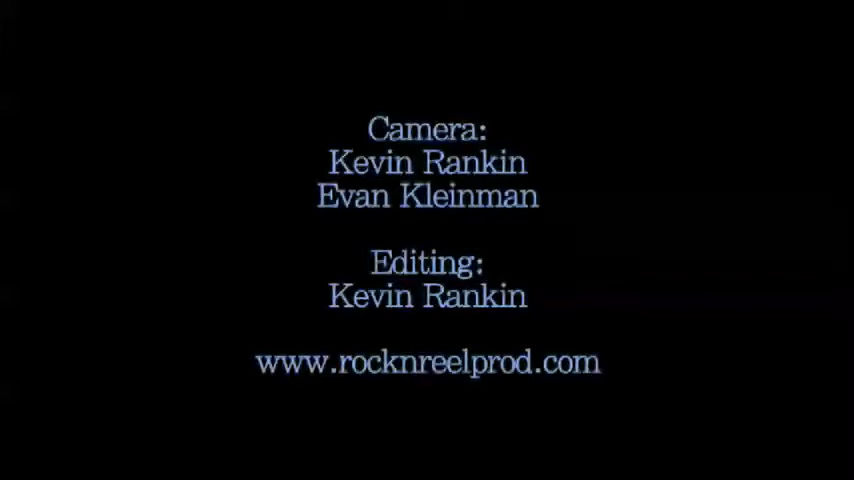 Camera:
Kevin Rankin
Evan Kleinman
Editing:
Kevin Rankin
www.rocknreelprod.com